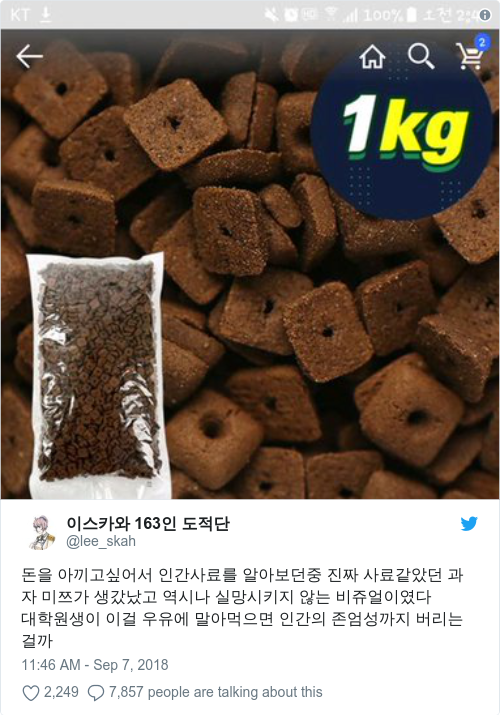 KT 100% 오전 2:4
2
1kg
이스카와 163인 도적단
@lee_skah
돈을 아끼고싶어서 인간사료를 알아보던중 진짜 사료같았던 과
자 미쯔가 생각났고 역시나 실망시키지 않는 비쥬얼이였다
대학원생이 이걸 우유에 말아먹으면 인간의 존엄성까지 버리는
걸까
11:46 AM - Sep 7, 2018
2,249 7,857 people are talking about this